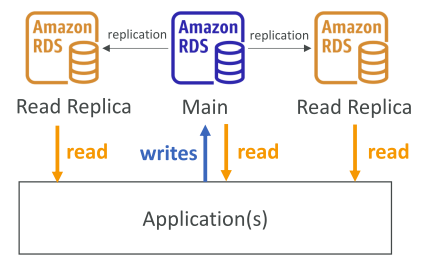 Amazon
RDS
replication
Amazon
RDS
replication
Amazon
RDS
Read Replica
Main
Read Replica
read
writes
read
read
Application(s)